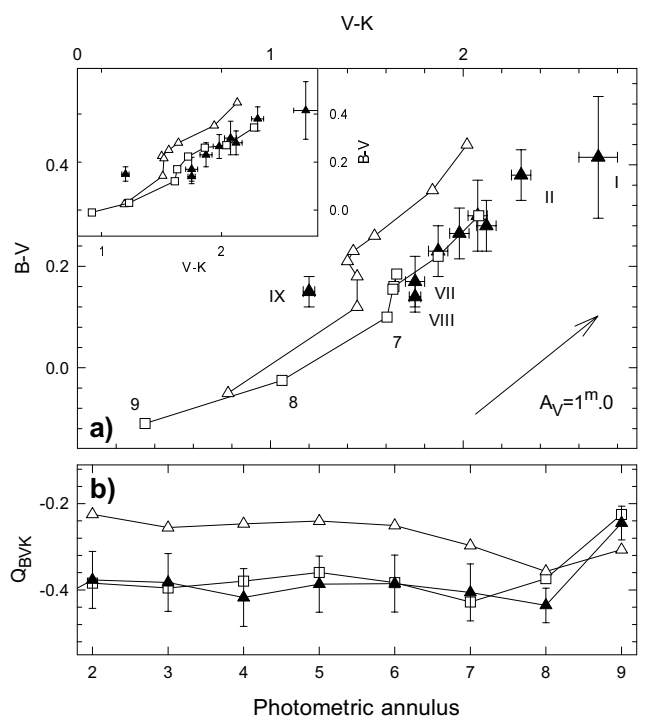 V-K
0 1 2
0.4
0.2
0.0
B-V
0.4
0.2
0.0
B-V
1 2
V-K
I
II
IX
VII
VIII
7
8
9
A_V=1^m.0
a)
b)
-0.2
-0.4
Q_BVK
2 3 4 5 6 7 8 9
Photometric annulus